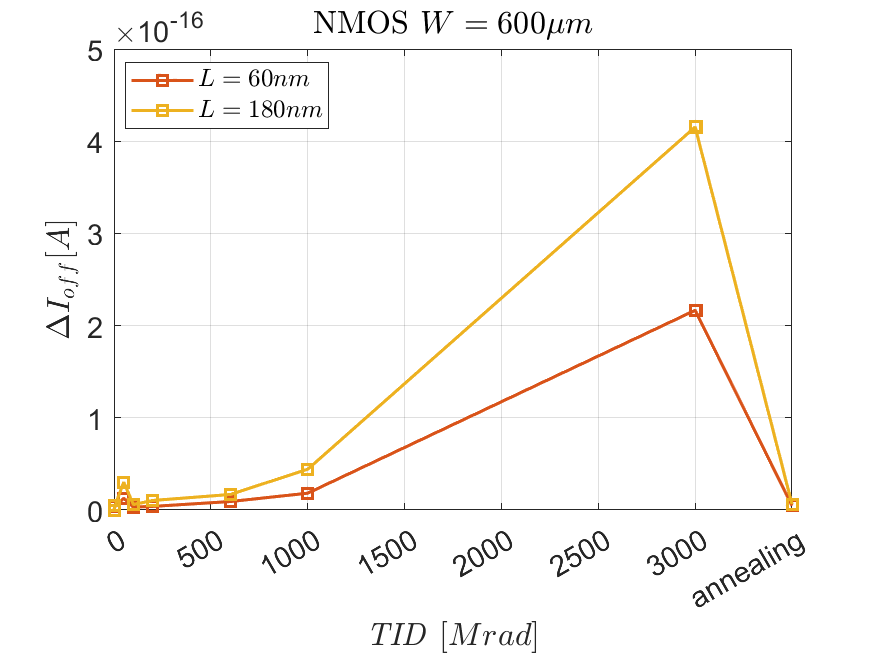 NMOS W = 600μm
×10-16
5
4
3
2
1
0
ΔIoff[A]
L = 60nm
L = 180nm
0
500
1000
1500
2000
2500
3000
annealing
TID [Mrad]